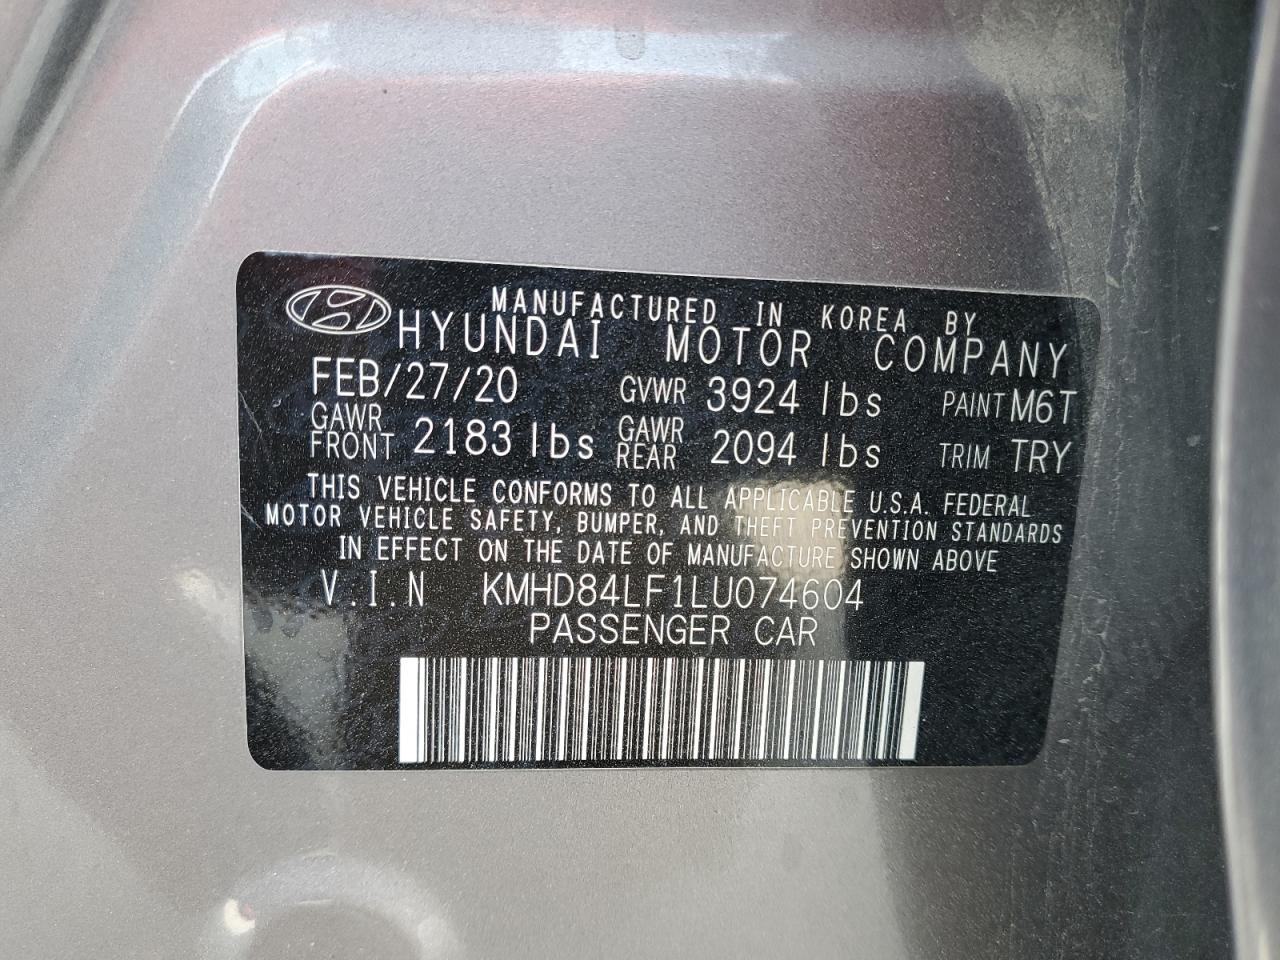 MANUFACTURED IN KOREA BY
HYUNDAI MOTOR COMPANY
FEB/27/20 GVWR 3924 lbs PAINT M6T
GAWR FRONT 2183 lbs GAWR REAR 2094 lbs TRIM TRY
THIS VEHICLE CONFORMS TO ALL APPLICABLE U.S.A. FEDERAL
MOTOR VEHICLE SAFETY, BUMPER, AND THEFT PREVENTION STANDARDS
IN EFFECT ON THE DATE OF MANUFACTURE SHOWN ABOVE
V.I.N KMHD84LF1LU074604
PASSENGER CAR